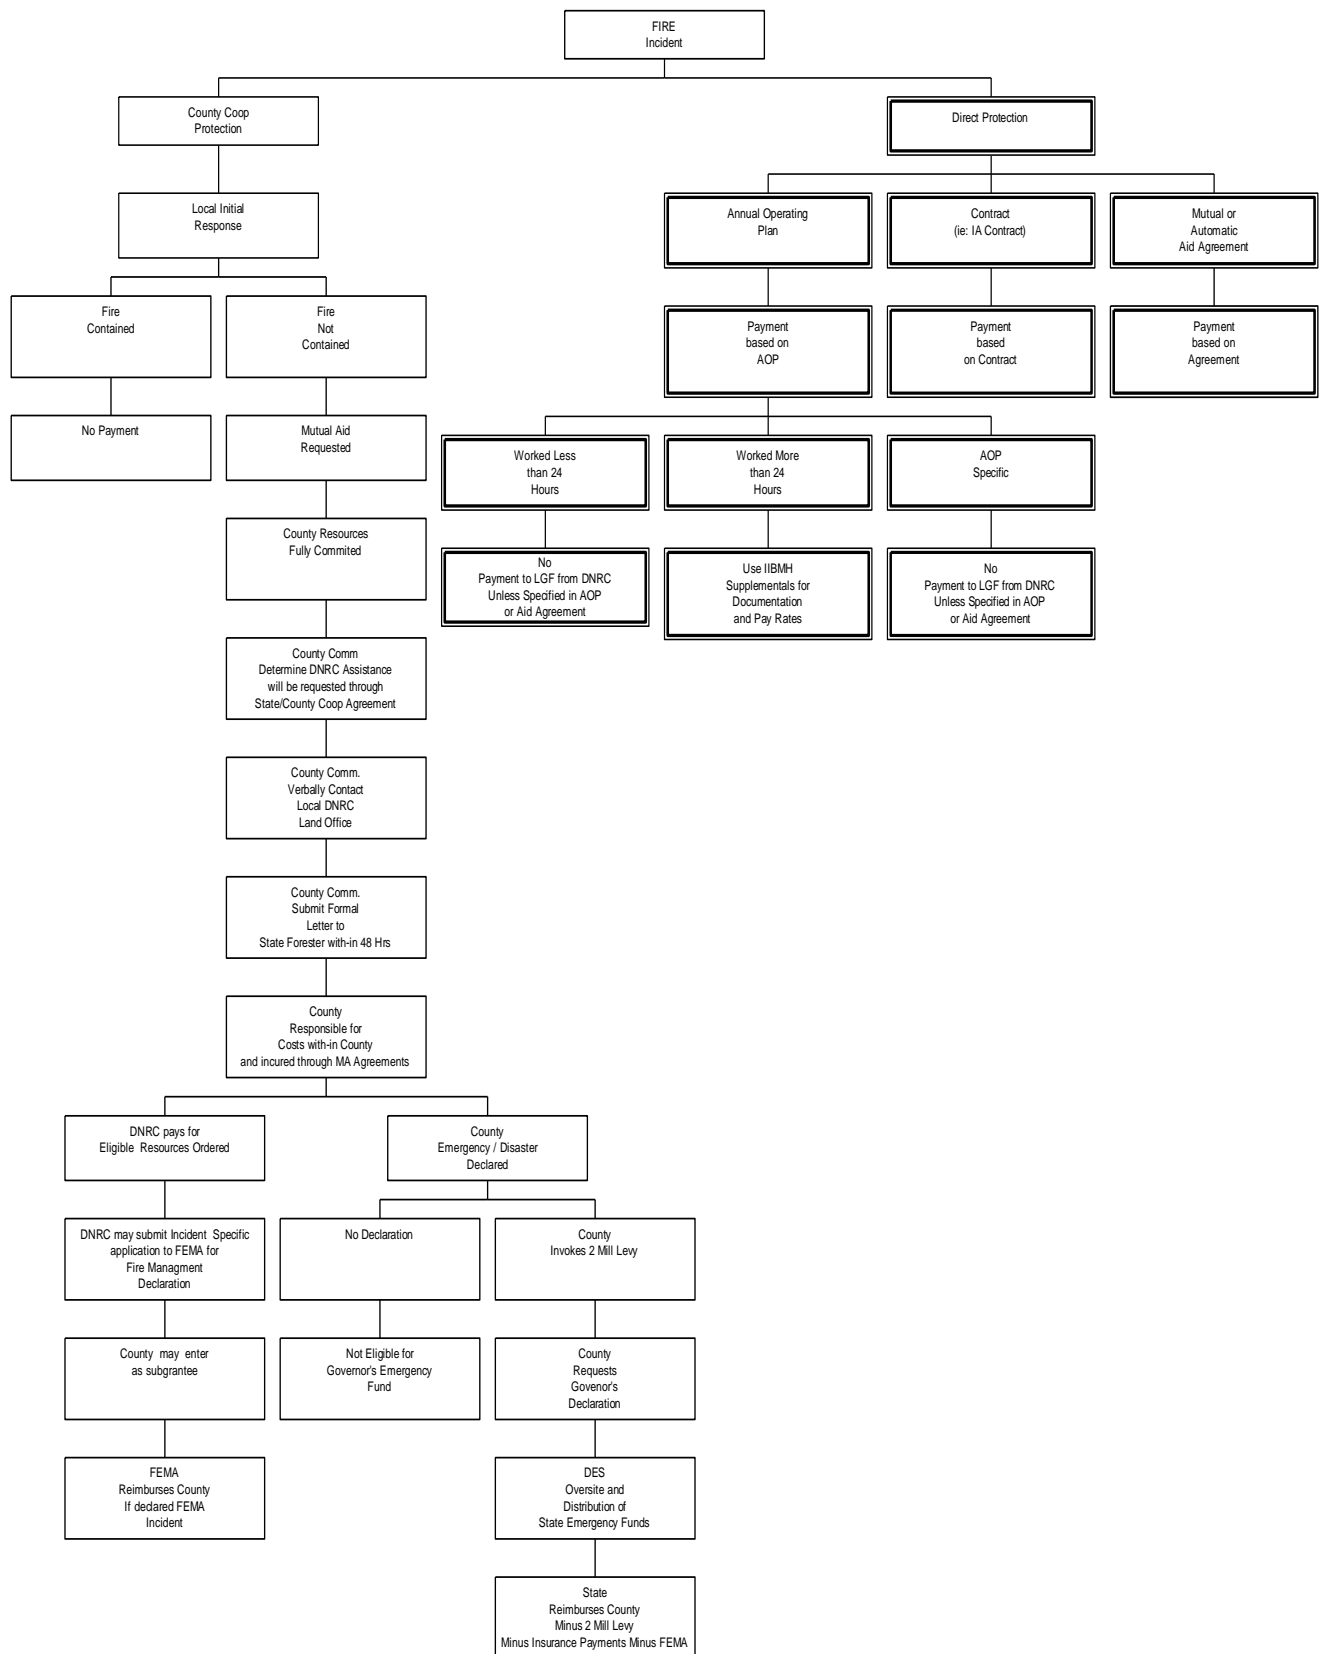 FIRE
Incident
County Coop
Protection
Direct Protection
Local Initial
Response
Annual Operating
Plan
Contract
(ie: IA Contract)
Mutual or
Automatic
Aid Agreement
Fire
Contained
Fire
Not
Contained
Payment
based on
AOP
Payment
based
on Contract
Payment
based on
Agreement
No Payment
Mutual Aid
Requested
Worked Less
than 24
Hours
Worked More
than 24
Hours
AOP
Specific
County Resources
Fully Commited
No
Payment to LGF from DNRC
Unless Specified in AOP
or Aid Agreement
Use IIBMH
Supplementals for
Documentation
and Pay Rates
No
Payment to LGF from DNRC
Unless Specified in AOP
or Aid Agreement
County Comm
Determine DNRC Assistance
will be requested through
State/County Coop Agreement
County Comm.
Verbally Contact
Local DNRC
Land Office
County Comm.
Submit Formal
Letter to
State Forester with-in 48 Hrs
County
Responsible for
Costs with-in County
and incured through MA Agreements
DNRC pays for
Eligible Resources Ordered
County
Emergency / Disaster
Declared
DNRC may submit Incident Specific
application to FEMA for
Fire Managment
Declaration
No Declaration
County
Invokes 2 Mill Levy
County may enter
as subgrantee
Not Eligible for
Governor's Emergency
Fund
County
Requests
Govenor's
Declaration
FEMA
Reimburses County
If declared FEMA
Incident
DES
Oversite and
Distribution of
State Emergency Funds
State
Reimburses County
Minus 2 Mill Levy
Minus Insurance Payments Minus FEMA